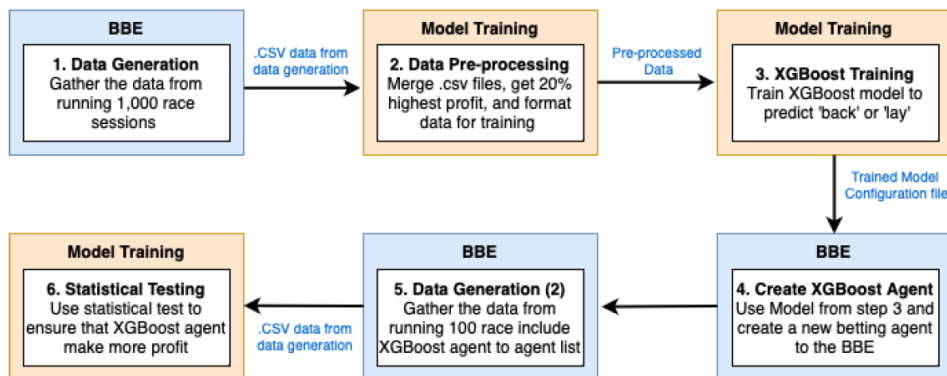 BBE
1. Data Generation
Gather the data from
running 1,000 race
sessions
.CSV data from
data generation
Model Training
2. Data Pre-processing
Merge .csv files, get 20%
highest profit, and format
data for training
Pre-processed
Data
Model Training
3. XGBoost Training
Train XGBoost model to
predict 'back' or 'lay'
Trained Model
Configuration file
BBE
4. Create XGBoost Agent
Use Model from step 3 and
create a new betting agent
to the BBE
BBE
5. Data Generation (2)
Gather the data from
running 100 race include
XGBoost agent to agent list
.CSV data from
data generation
Model Training
6. Statistical Testing
Use statistical test to
ensure that XGBoost agent
make more profit